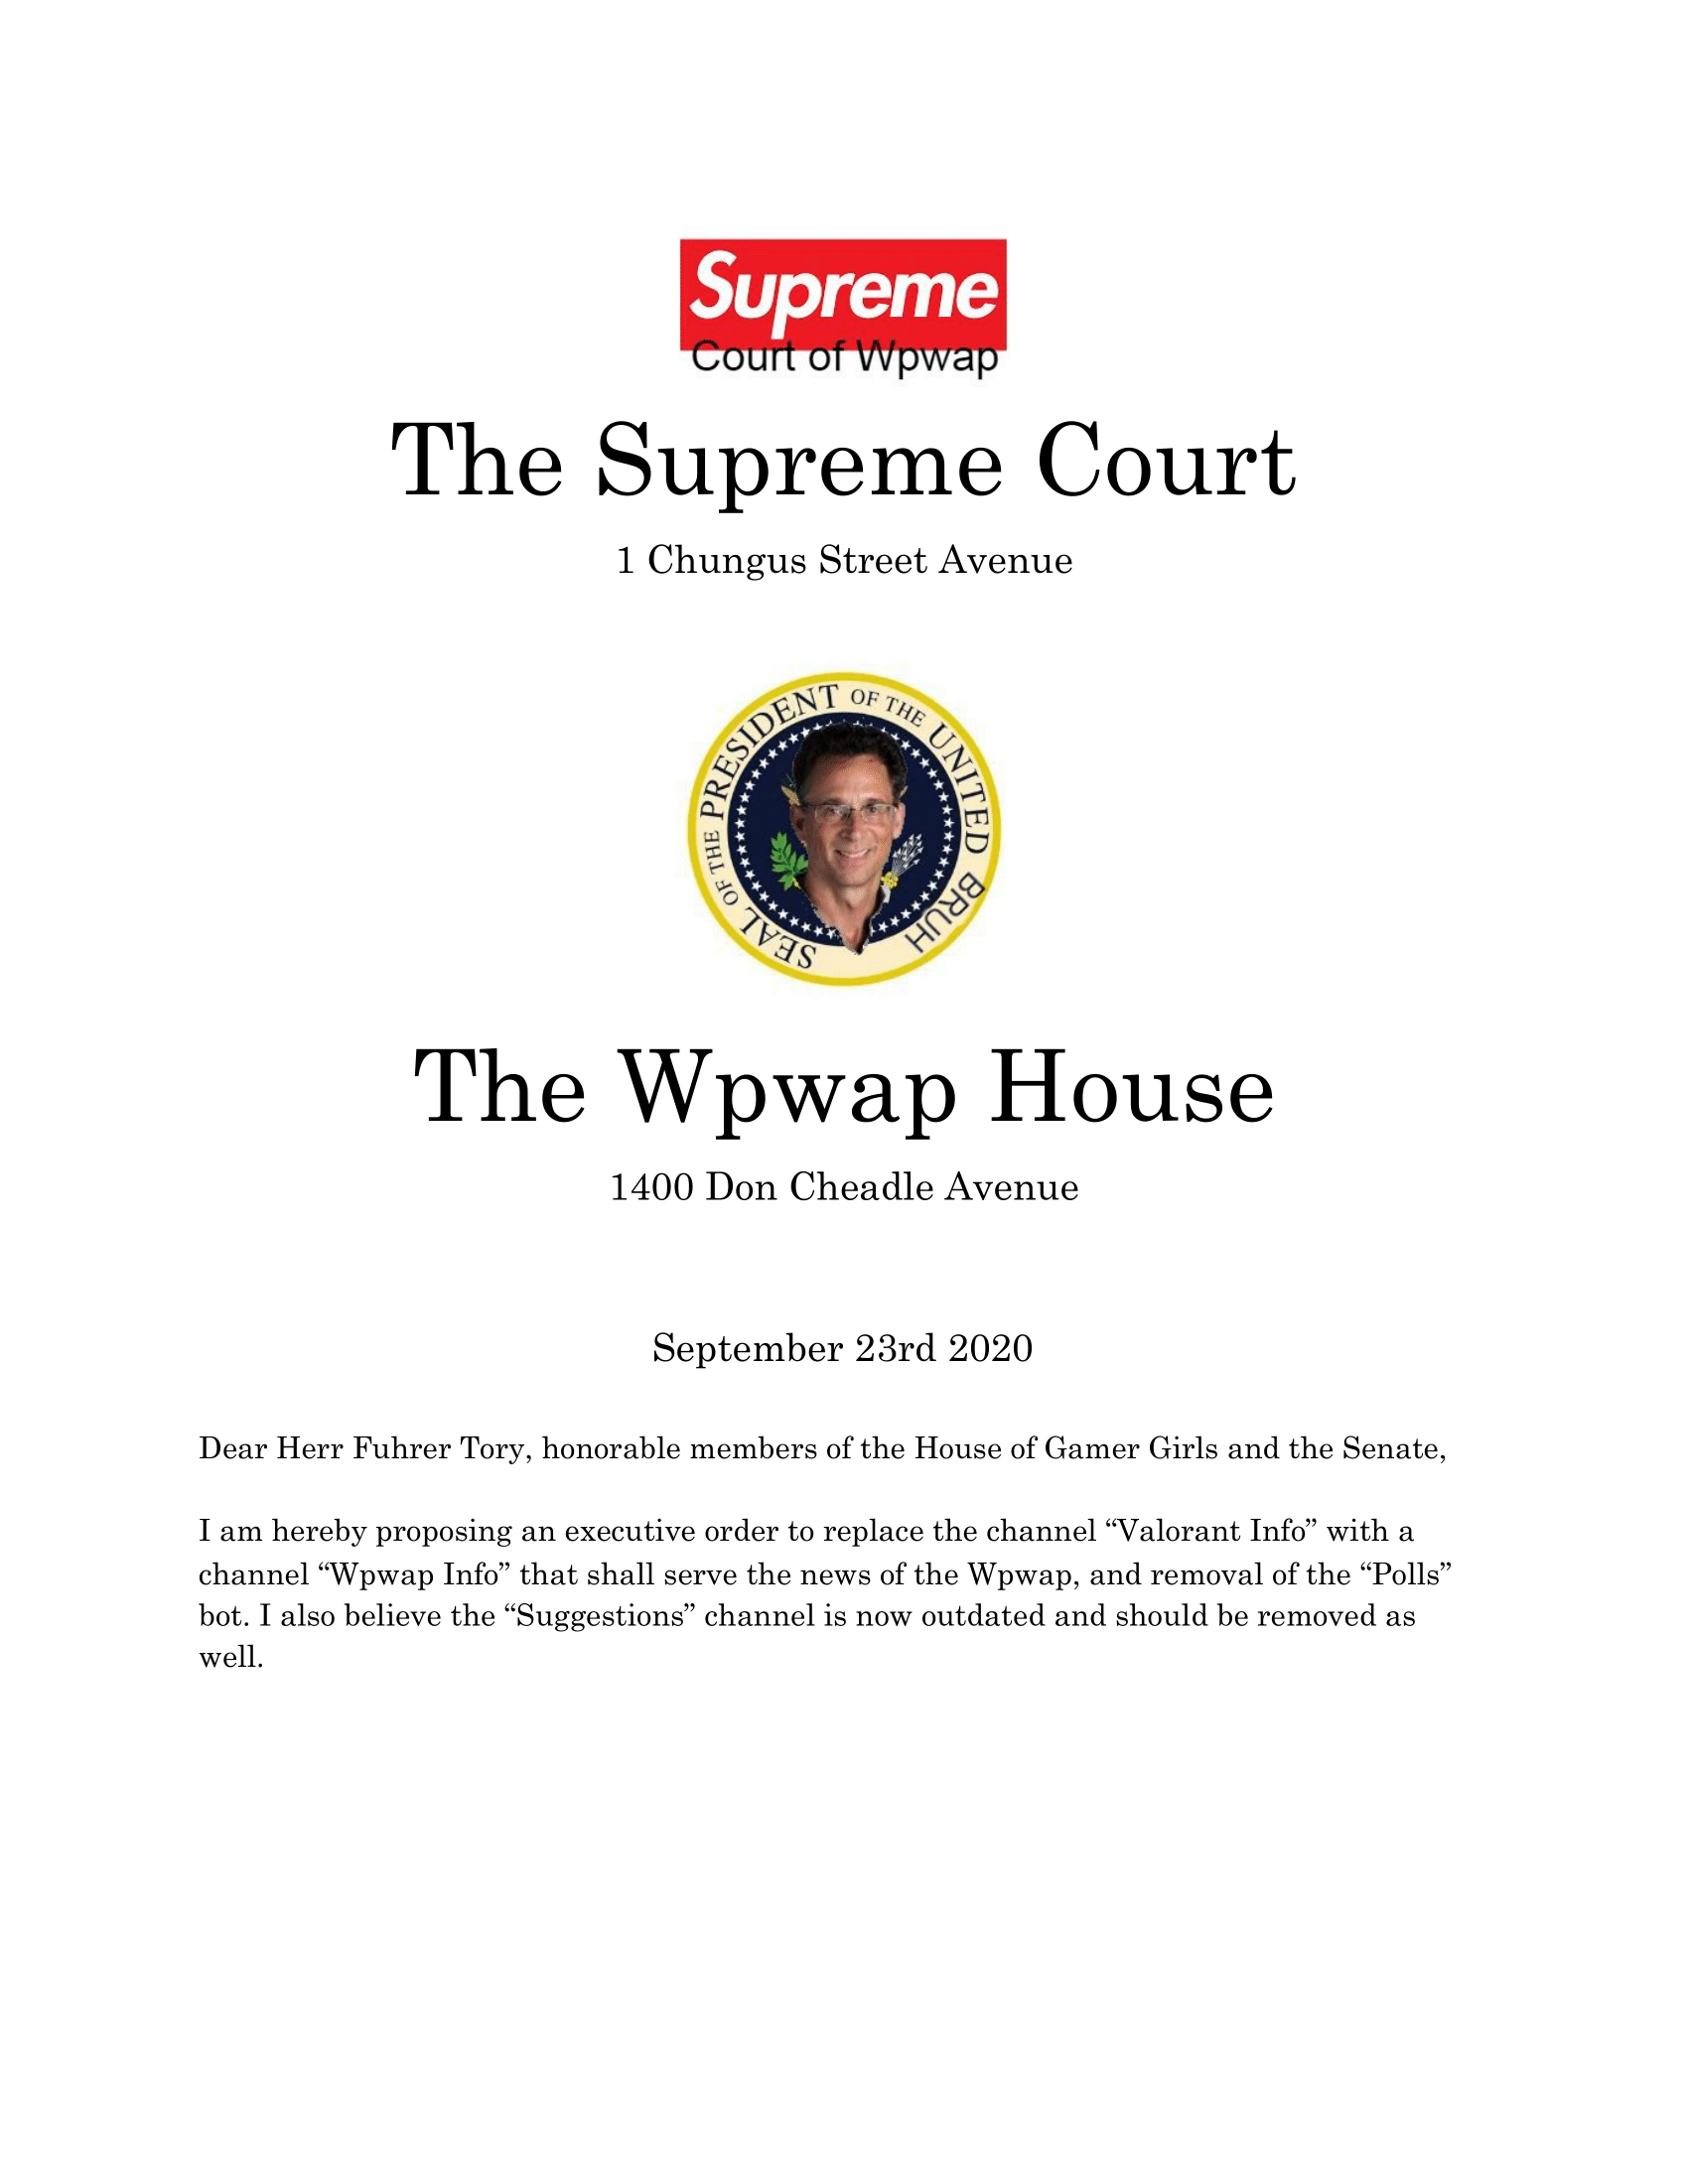 Supreme
Court of Wpwap
The Supreme Court
1 Chungus Street Avenue
SEAL OF THE PRESIDENT OF THE UNITED BRUH
The Wpwap House
1400 Don Cheadle Avenue
September 23rd 2020
Dear Herr Fuhrer Tory, honorable members of the House of Gamer Girls and the Senate,
I am hereby proposing an executive order to replace the channel “Valorant Info” with a
channel “Wpwap Info” that shall serve the news of the Wpwap, and removal of the “Polls”
bot. I also believe the “Suggestions” channel is now outdated and should be removed as
well.